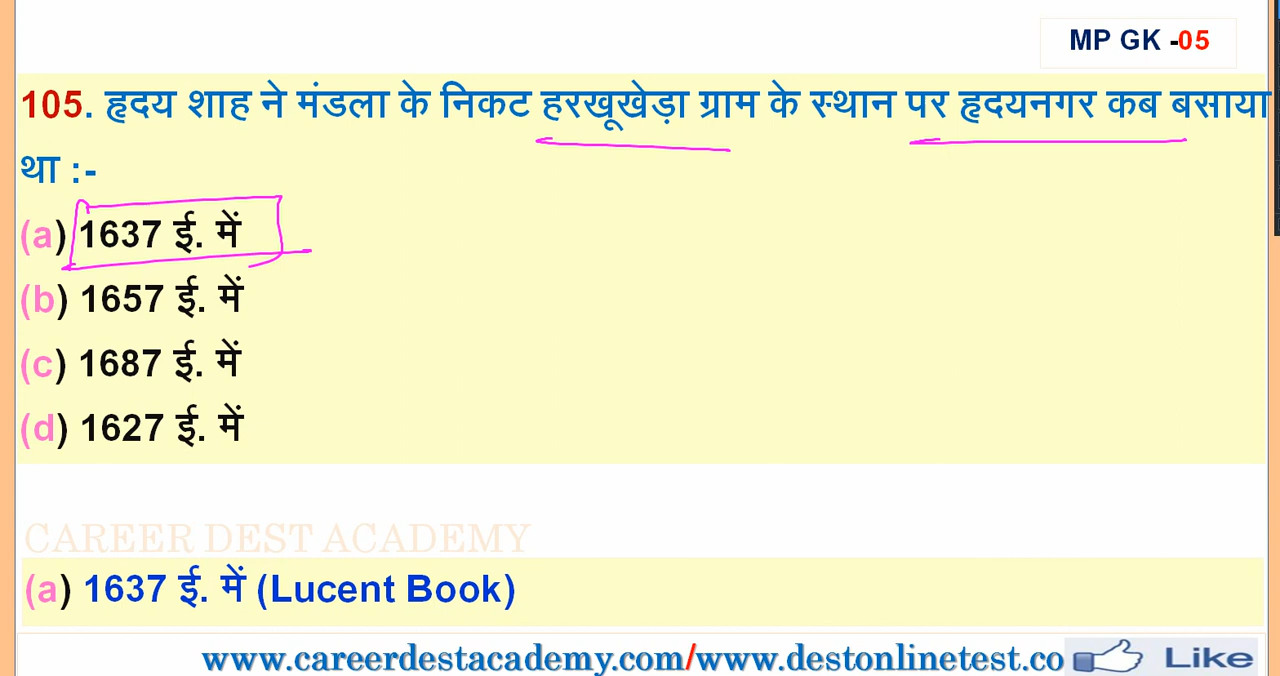 MP GK -05
105. हृदय शाह ने मंडला के निकट हरखूखेड़ा ग्राम के स्थान पर हृदयनगर कब बसाया
था :-
(a) 1637 ई. में
(b) 1657 ई. में
(c) 1687 ई. में
(d) 1627 ई. में
CAREER DEST ACADEMY
(a) 1637 ई. में (Lucent Book)
www.careerdestacademy.com/www.destonlinetest.co Like